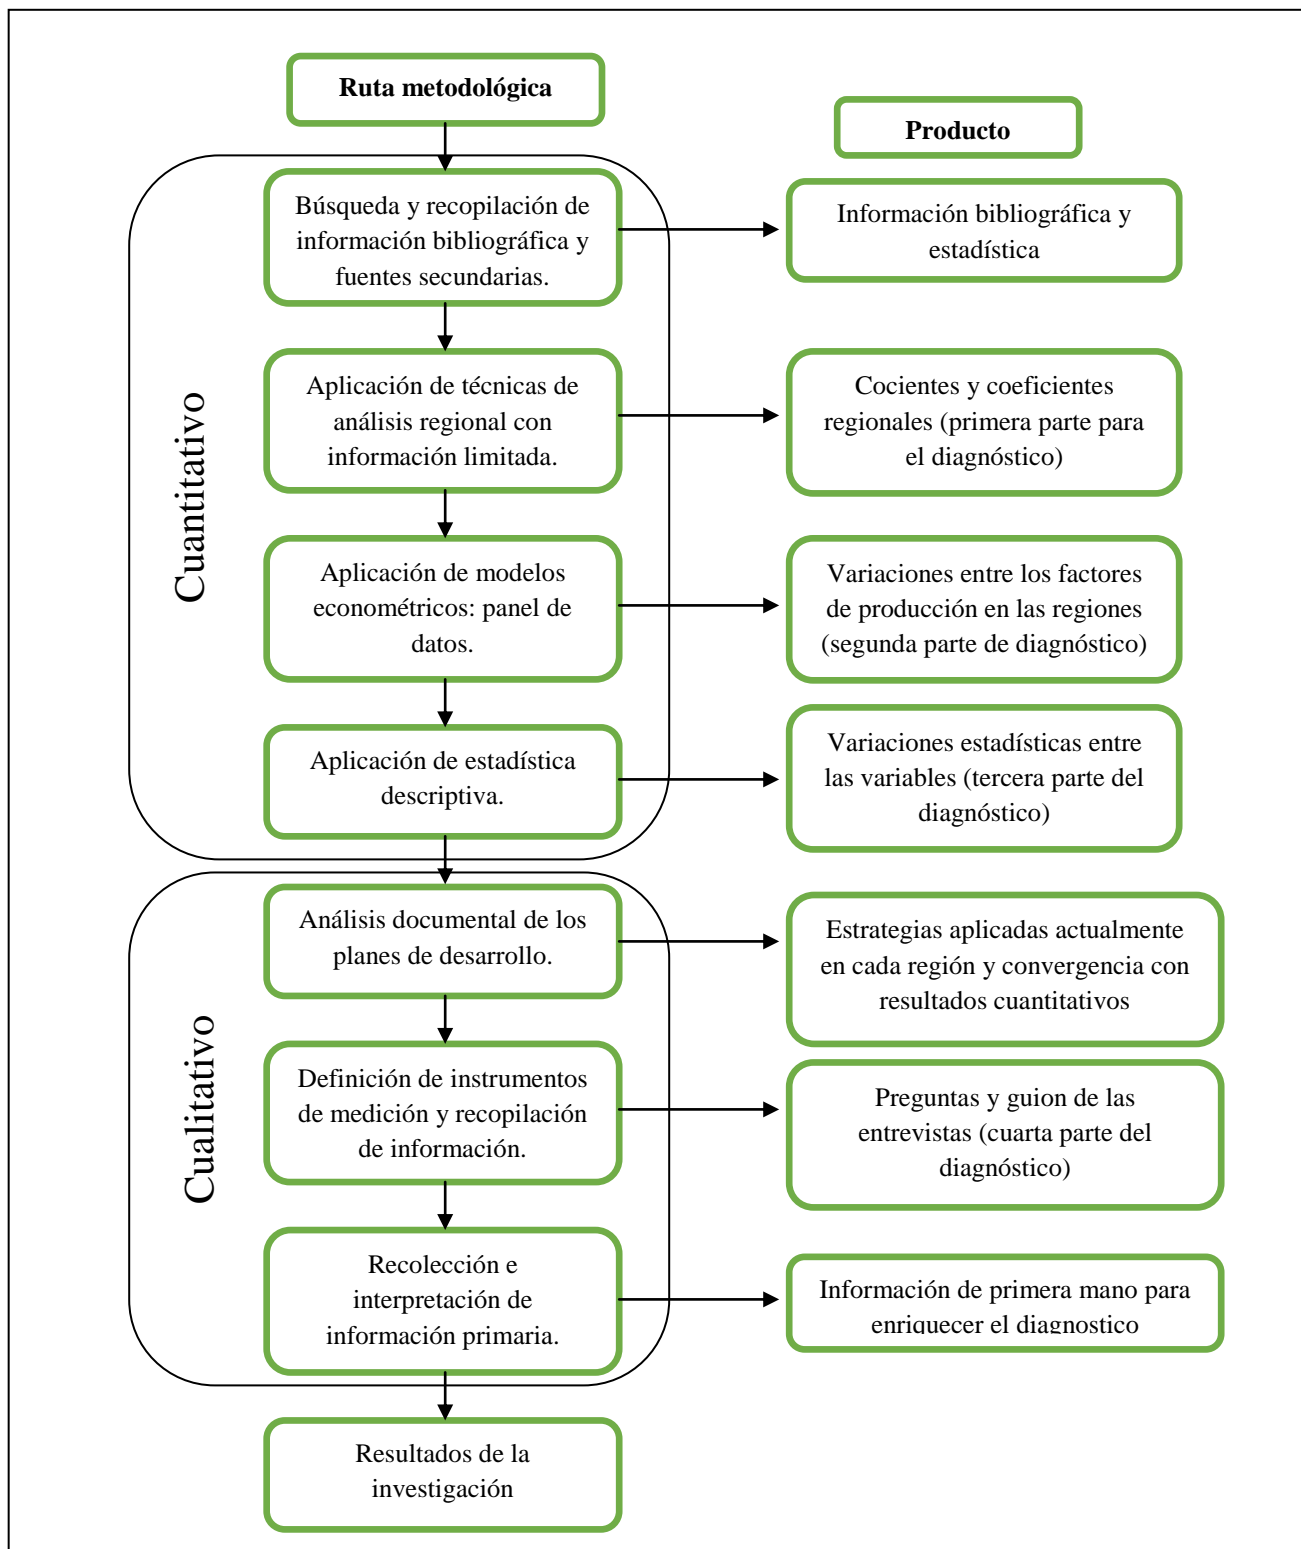 Ruta metodológica
Producto
Cuantitativo
Búsqueda y recopilación de
información bibliográfica y
fuentes secundarias.
Información bibliográfica y
estadística
Aplicación de técnicas de
análisis regional con
información limitada.
Cocientes y coeficientes
regionales (primera parte para
el diagnóstico)
Aplicación de modelos
econométricos: panel de
datos.
Variaciones entre los factores
de producción en las regiones
(segunda parte de diagnóstico)
Aplicación de estadística
descriptiva.
Variaciones estadísticas entre
las variables (tercera parte del
diagnóstico)
Cualitativo
Análisis documental de los
planes de desarrollo.
Estrategias aplicadas actualmente
en cada región y convergencia con
resultados cuantitativos
Definición de instrumentos
de medición y recopilación
de información.
Preguntas y guion de las
entrevistas (cuarta parte del
diagnóstico)
Recolección e
interpretación de
información primaria.
Información de primera mano para
enriquecer el diagnostico
Resultados de la
investigación